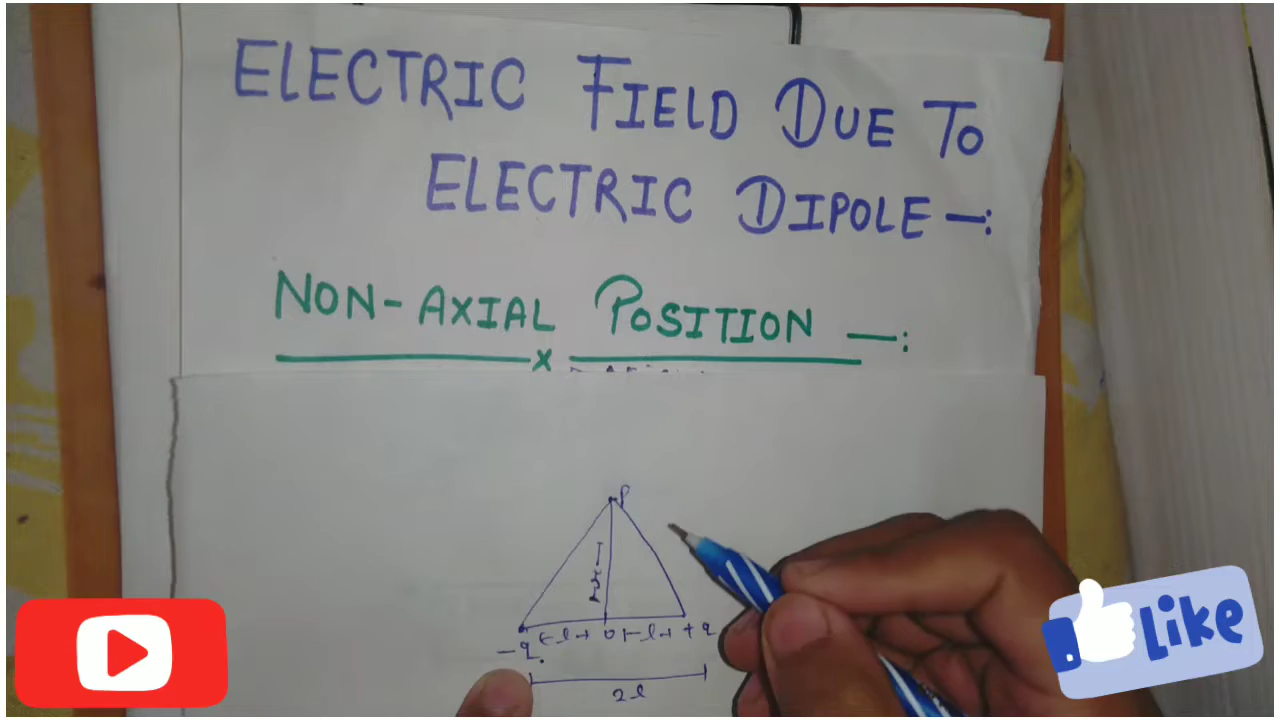 ELECTRIC FIELD DUE TO
ELECTRIC DIPOLE —:
NON-AXIAL POSITION —:
x
P
r
-q l O l +q
2l
Like